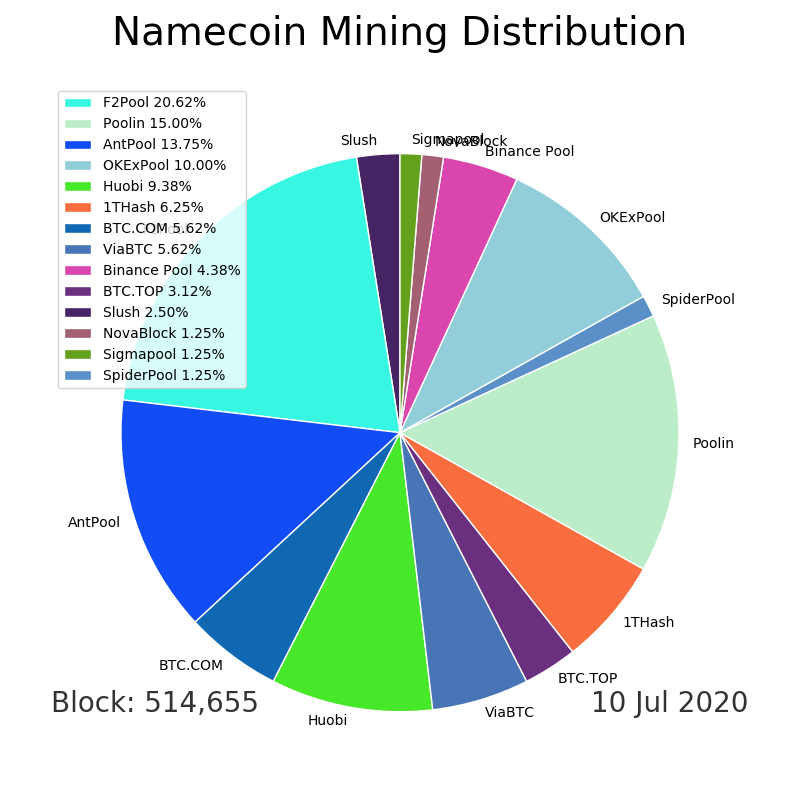 Namecoin Mining Distribution
F2Pool 20.62%
Poolin 15.00%
AntPool 13.75%
OKExPool 10.00%
Huobi 9.38%
1THash 6.25%
BTC.COM 5.62%
ViaBTC 5.62%
Binance Pool 4.38%
BTC.TOP 3.12%
Slush 2.50%
NovaBlock 1.25%
Sigmapool 1.25%
SpiderPool 1.25%
Slush
Sigmapool
NovaBlock
Binance Pool
OKExPool
SpiderPool
Poolin
1THash
BTC.TOP
ViaBTC
Huobi
BTC.COM
AntPool
Block: 514,655
10 Jul 2020